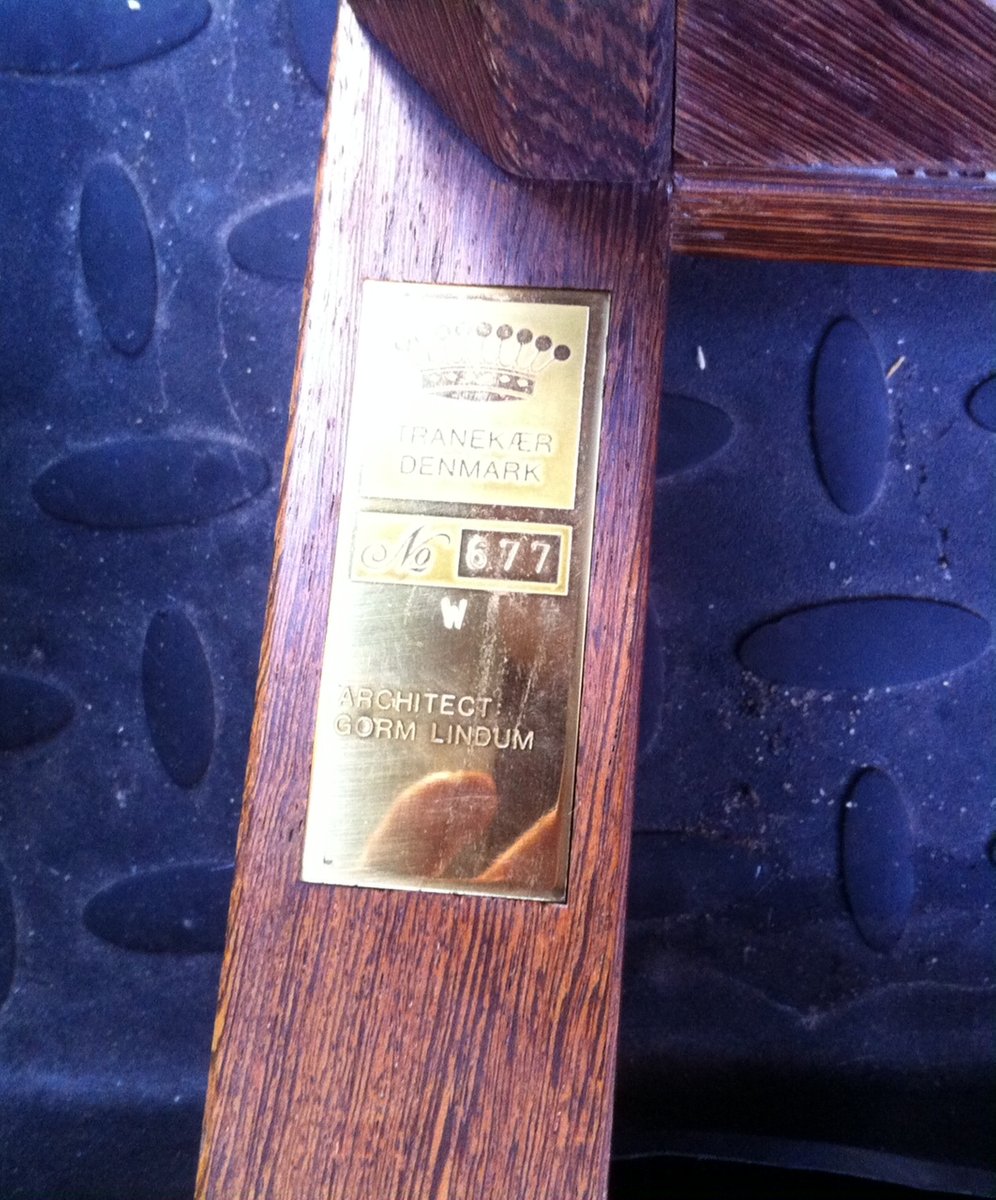 TRANEKÆR
DENMARK
No 677
W
ARCHITECT:
GORM LINDUM